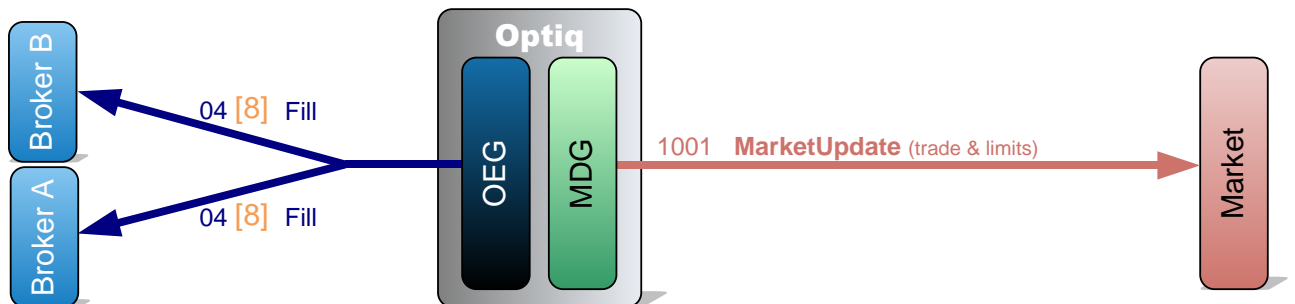 Optiq
Broker B
04 [8] Fill
OEG
MDG
1001 MarketUpdate (trade & limits)
Market
Broker A
04 [8] Fill